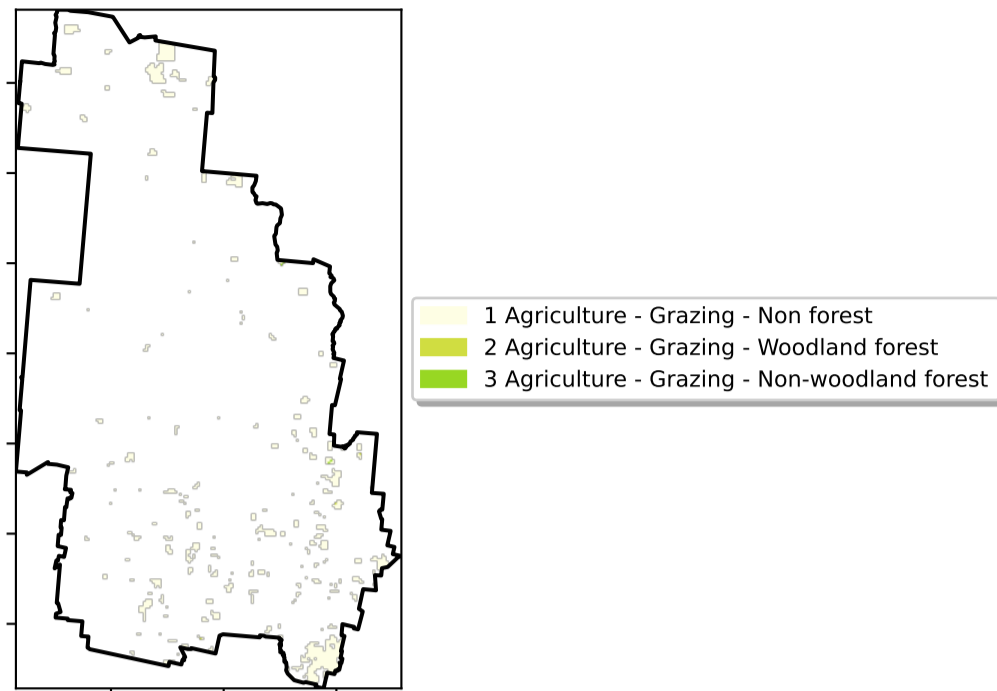 1 Agriculture - Grazing - Non forest
2 Agriculture - Grazing - Woodland forest
3 Agriculture - Grazing - Non-woodland forest